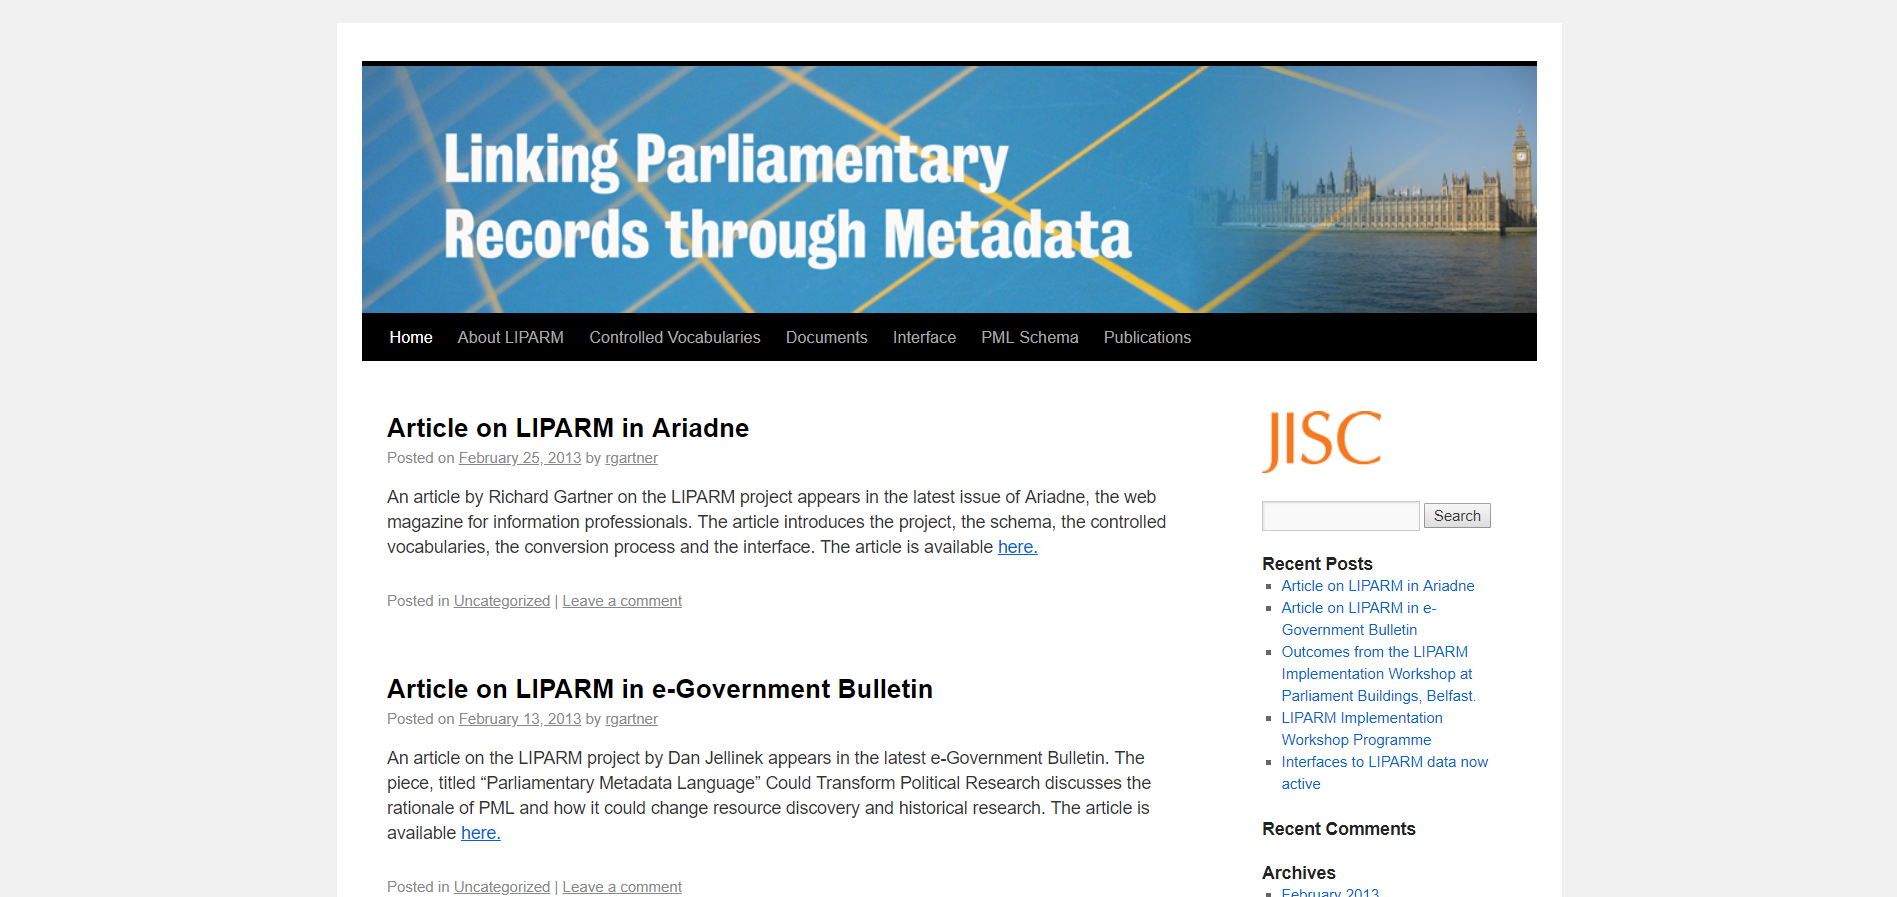 Linking Parliamentary
Records through Metadata
Home About LIPARM Controlled Vocabularies Documents Interface PML Schema Publications
Article on LIPARM in Ariadne
Posted on February 25, 2013 by rgartner
An article by Richard Gartner on the LIPARM project appears in the latest issue of Ariadne, the web
magazine for information professionals. The article introduces the project, the schema, the controlled
vocabularies, the conversion process and the interface. The article is available here.
Posted in Uncategorized | Leave a comment
Article on LIPARM in e-Government Bulletin
Posted on February 13, 2013 by rgartner
An article on the LIPARM project by Dan Jellinek appears in the latest e-Government Bulletin. The
piece, titled “Parliamentary Metadata Language” Could Transform Political Research discusses the
rationale of PML and how it could change resource discovery and historical research. The article is
available here.
Posted in Uncategorized | Leave a comment
JISC
Search
Recent Posts
Article on LIPARM in Ariadne
Article on LIPARM in e-
Government Bulletin
Outcomes from the LIPARM
Implementation Workshop at
Parliament Buildings, Belfast.
LIPARM Implementation
Workshop Programme
Interfaces to LIPARM data now
active
Recent Comments
Archives
February 2013